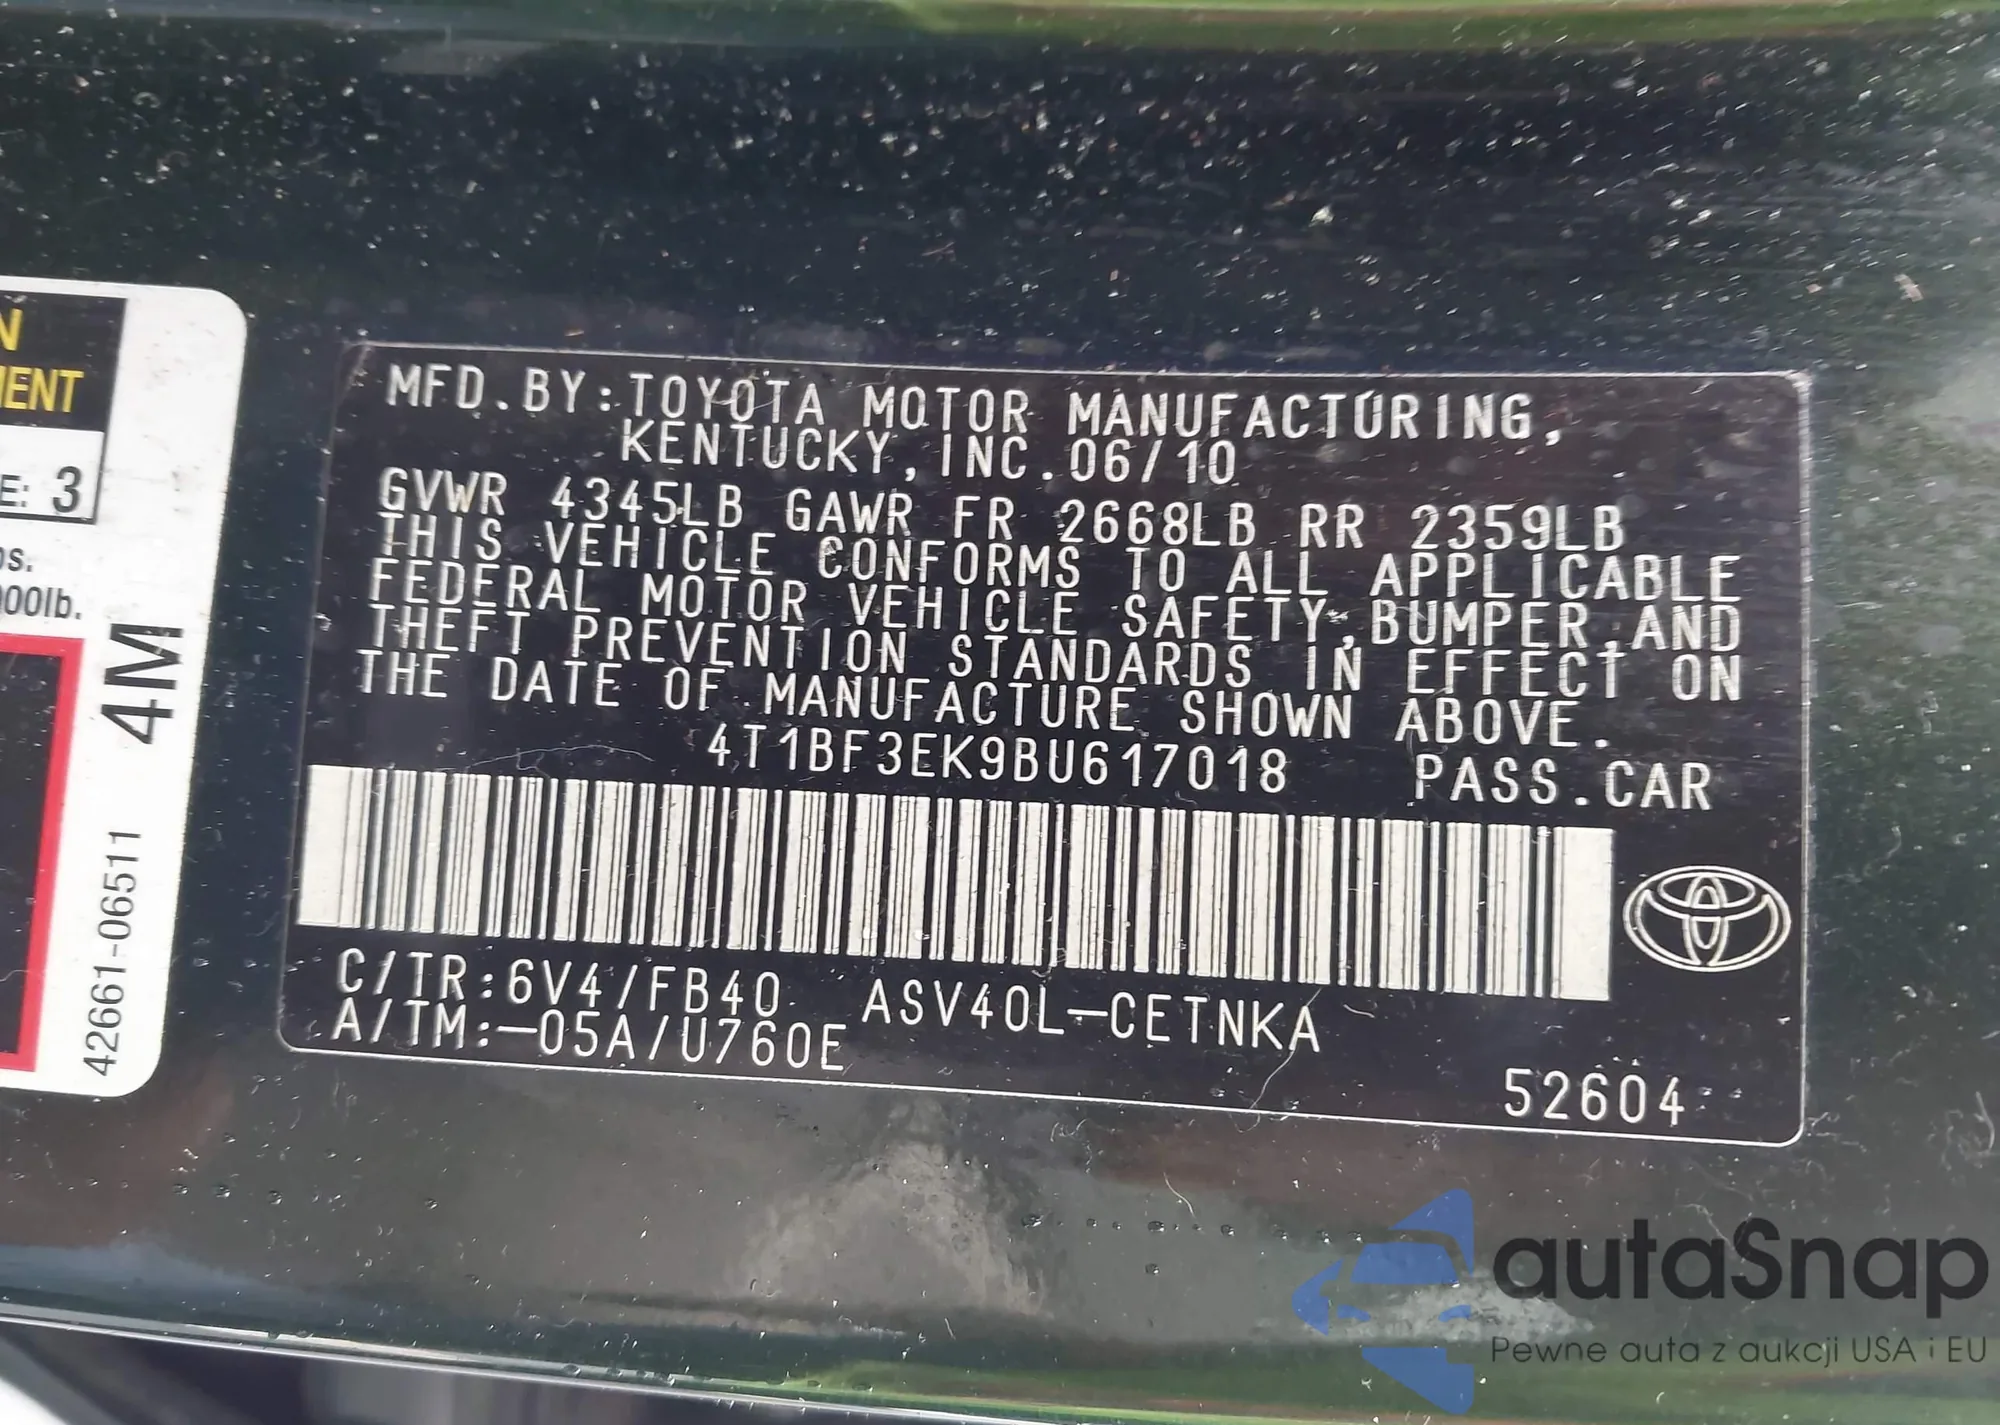 N
MENT
E: 3
os.
000lb.
4M
42661-06511
MFD.BY:TOYOTA MOTOR MANUFACTURING,
KENTUCKY,INC.06/10
GVWR 4345LB GAWR FR 2668LB RR 2359LB
THIS VEHICLE CONFORMS TO ALL APPLICABLE
FEDERAL MOTOR VEHICLE SAFETY,BUMPER,AND
THEFT PREVENTION STANDARDS IN EFFECT ON
THE DATE OF MANUFACTURE SHOWN ABOVE.
4T1BF3EK9BU617018 PASS.CAR
C/TR:6V4/FB40 ASV40L-CETNKA
A/TM:-05A/U760E
52604
autaSnap
Pewne auta z aukcji USA i EU